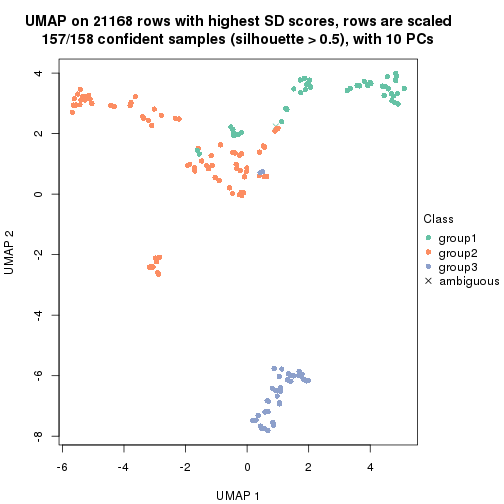 UMAP on 21168 rows with highest SD scores, rows are scaled
157/158 confident samples (silhouette > 0.5), with 10 PCs
4
2
0
-2
-4
-6
-8
UMAP 2
-6
-4
-2
0
2
4
UMAP 1
Class
group1
group2
group3
ambiguous